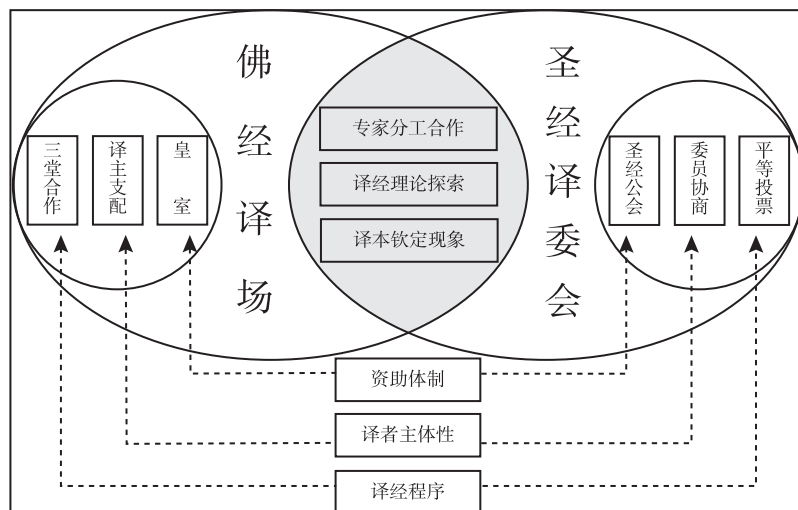 佛经译场
圣经译委会
三堂合作
译主支配
皇室
专家分工合作
译经理论探索
译本钦定现象
圣经公会
委员协商
平等投票
资助体制
译者主体性
译经程序